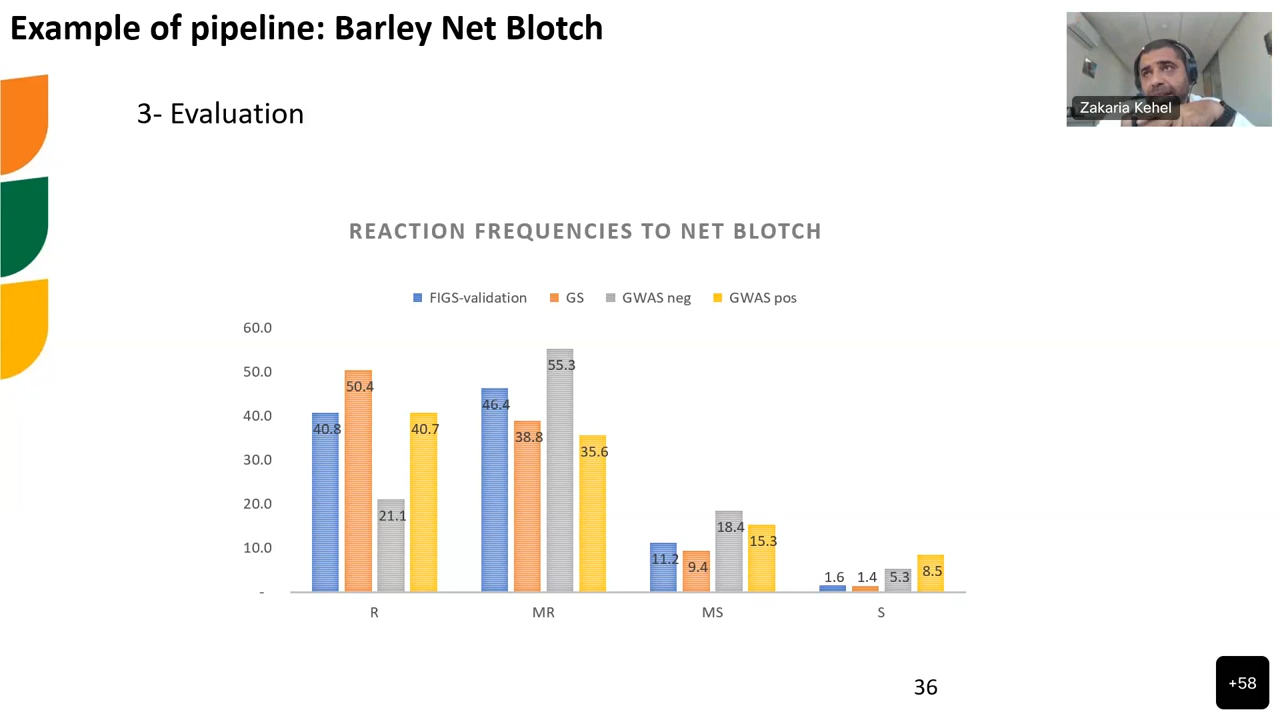 Example of pipeline: Barley Net Blotch
Zakaria Kehel
3- Evaluation
REACTION FREQUENCIES TO NET BLOTCH
FIGS-validation GS GWAS neg GWAS pos
60.0
50.0
40.0
30.0
20.0
10.0
-
40.8 50.4 21.1 40.7
46.4 38.8 55.3 35.6
11.2 9.4 18.4 15.3
1.6 1.4 5.3 8.5
R MR MS S
36
+58